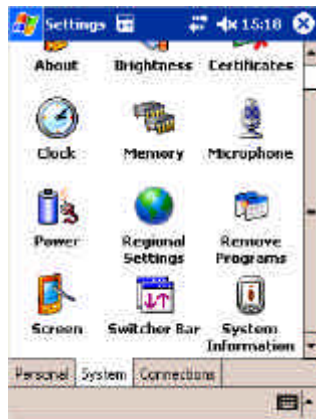 Settings 15:18
About Brightness Certificates
Clock Memory Microphone
Power Regional Settings Remove Programs
Screen Switcher Bar System Information
Personal System Connections